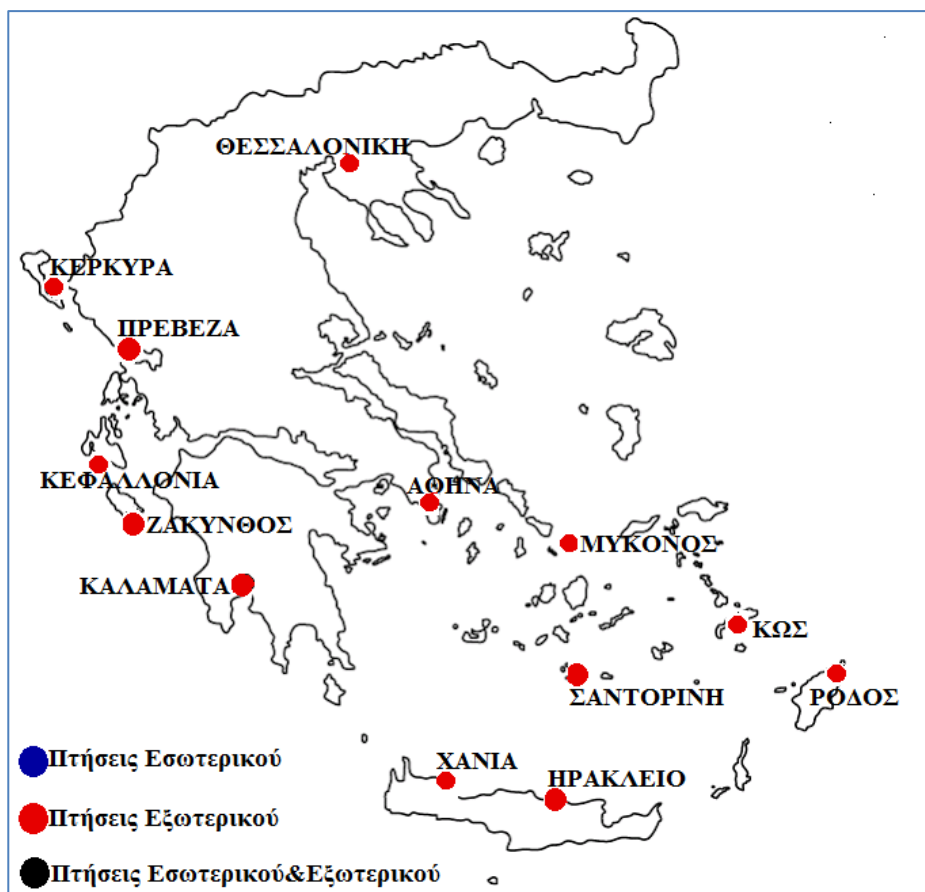 ΘΕΣΣΑΛΟΝΙΚΗ
ΚΕΡΚΥΡΑ
ΠΡΕΒΕΖΑ
ΚΕΦΑΛΛΟΝΙΑ
ΑΘΗΝΑ
ΖΑΚΥΝΘΟΣ
ΜΥΚΟΝΟΣ
ΚΑΛΑΜΑΤΑ
ΚΩΣ
ΣΑΝΤΟΡΙΝΗ
ΡΟΔΟΣ
ΧΑΝΙΑ
ΗΡΑΚΛΕΙΟ
Πτήσεις Εσωτερικού
Πτήσεις Εξωτερικού
Πτήσεις Εσωτερικού&Εξωτερικού